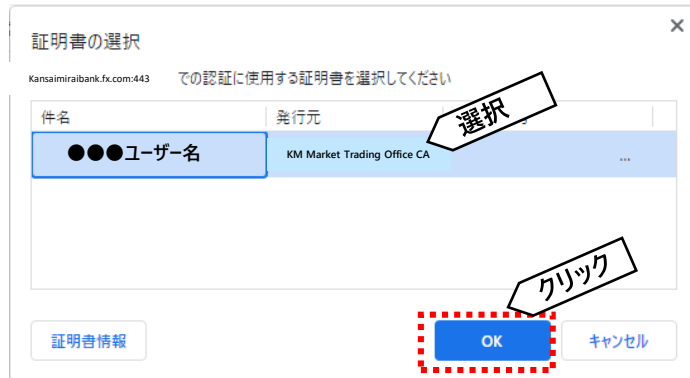 証明書の選択
Kansaimiraibank.fx.com:443 での認証に使用する証明書を選択してください
件名 発行元
選択
●●●ユーザー名 KM Market Trading Office CA ...
クリック
証明書情報 OK キャンセル